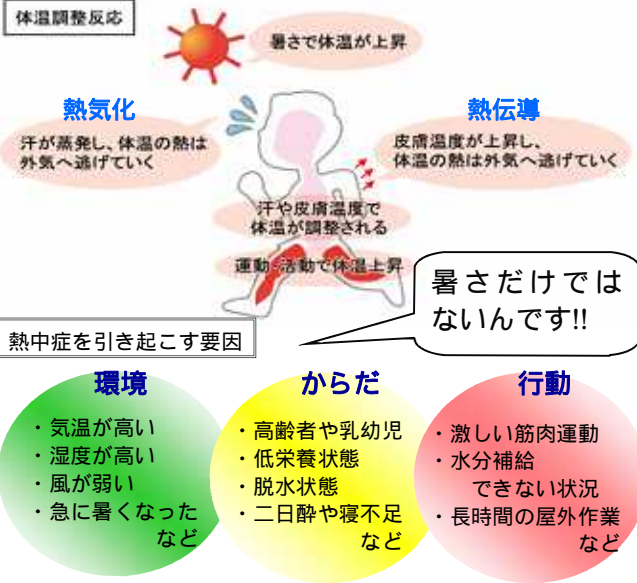 体温調整反応
暑さで体温が上昇
熱気化
汗が蒸発し、体温の熱は
外気へ逃げていく
熱伝導
皮膚温度が上昇し、
体温の熱は外気へ逃げていく
汗や皮膚温度で
体温が調整される
運動・活動で体温上昇
暑さだけでは
ないんです!!
熱中症を引き起こす要因
環境
・気温が高い
・湿度が高い
・風が弱い
・急に暑くなった
など
からだ
・高齢者や乳幼児
・低栄養状態
・脱水状態
・二日酔や寝不足
など
行動
・激しい筋肉運動
・水分補給
できない状況
・長時間の屋外作業
など